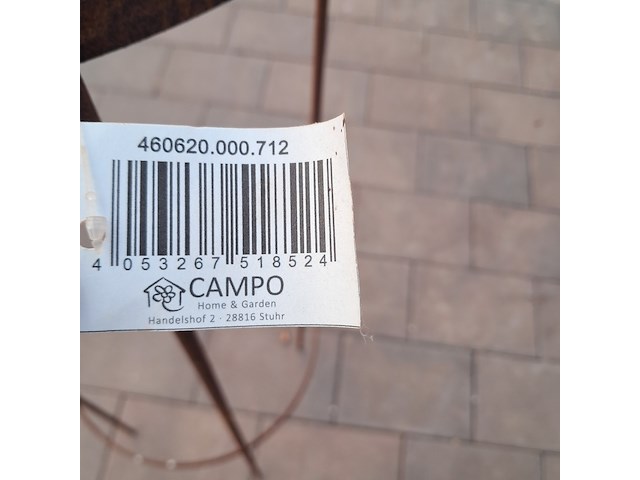 460620.000.712
4 053267 518524
CAMPO
Home & Garden
Handelshof 2 · 28816 Stuhr